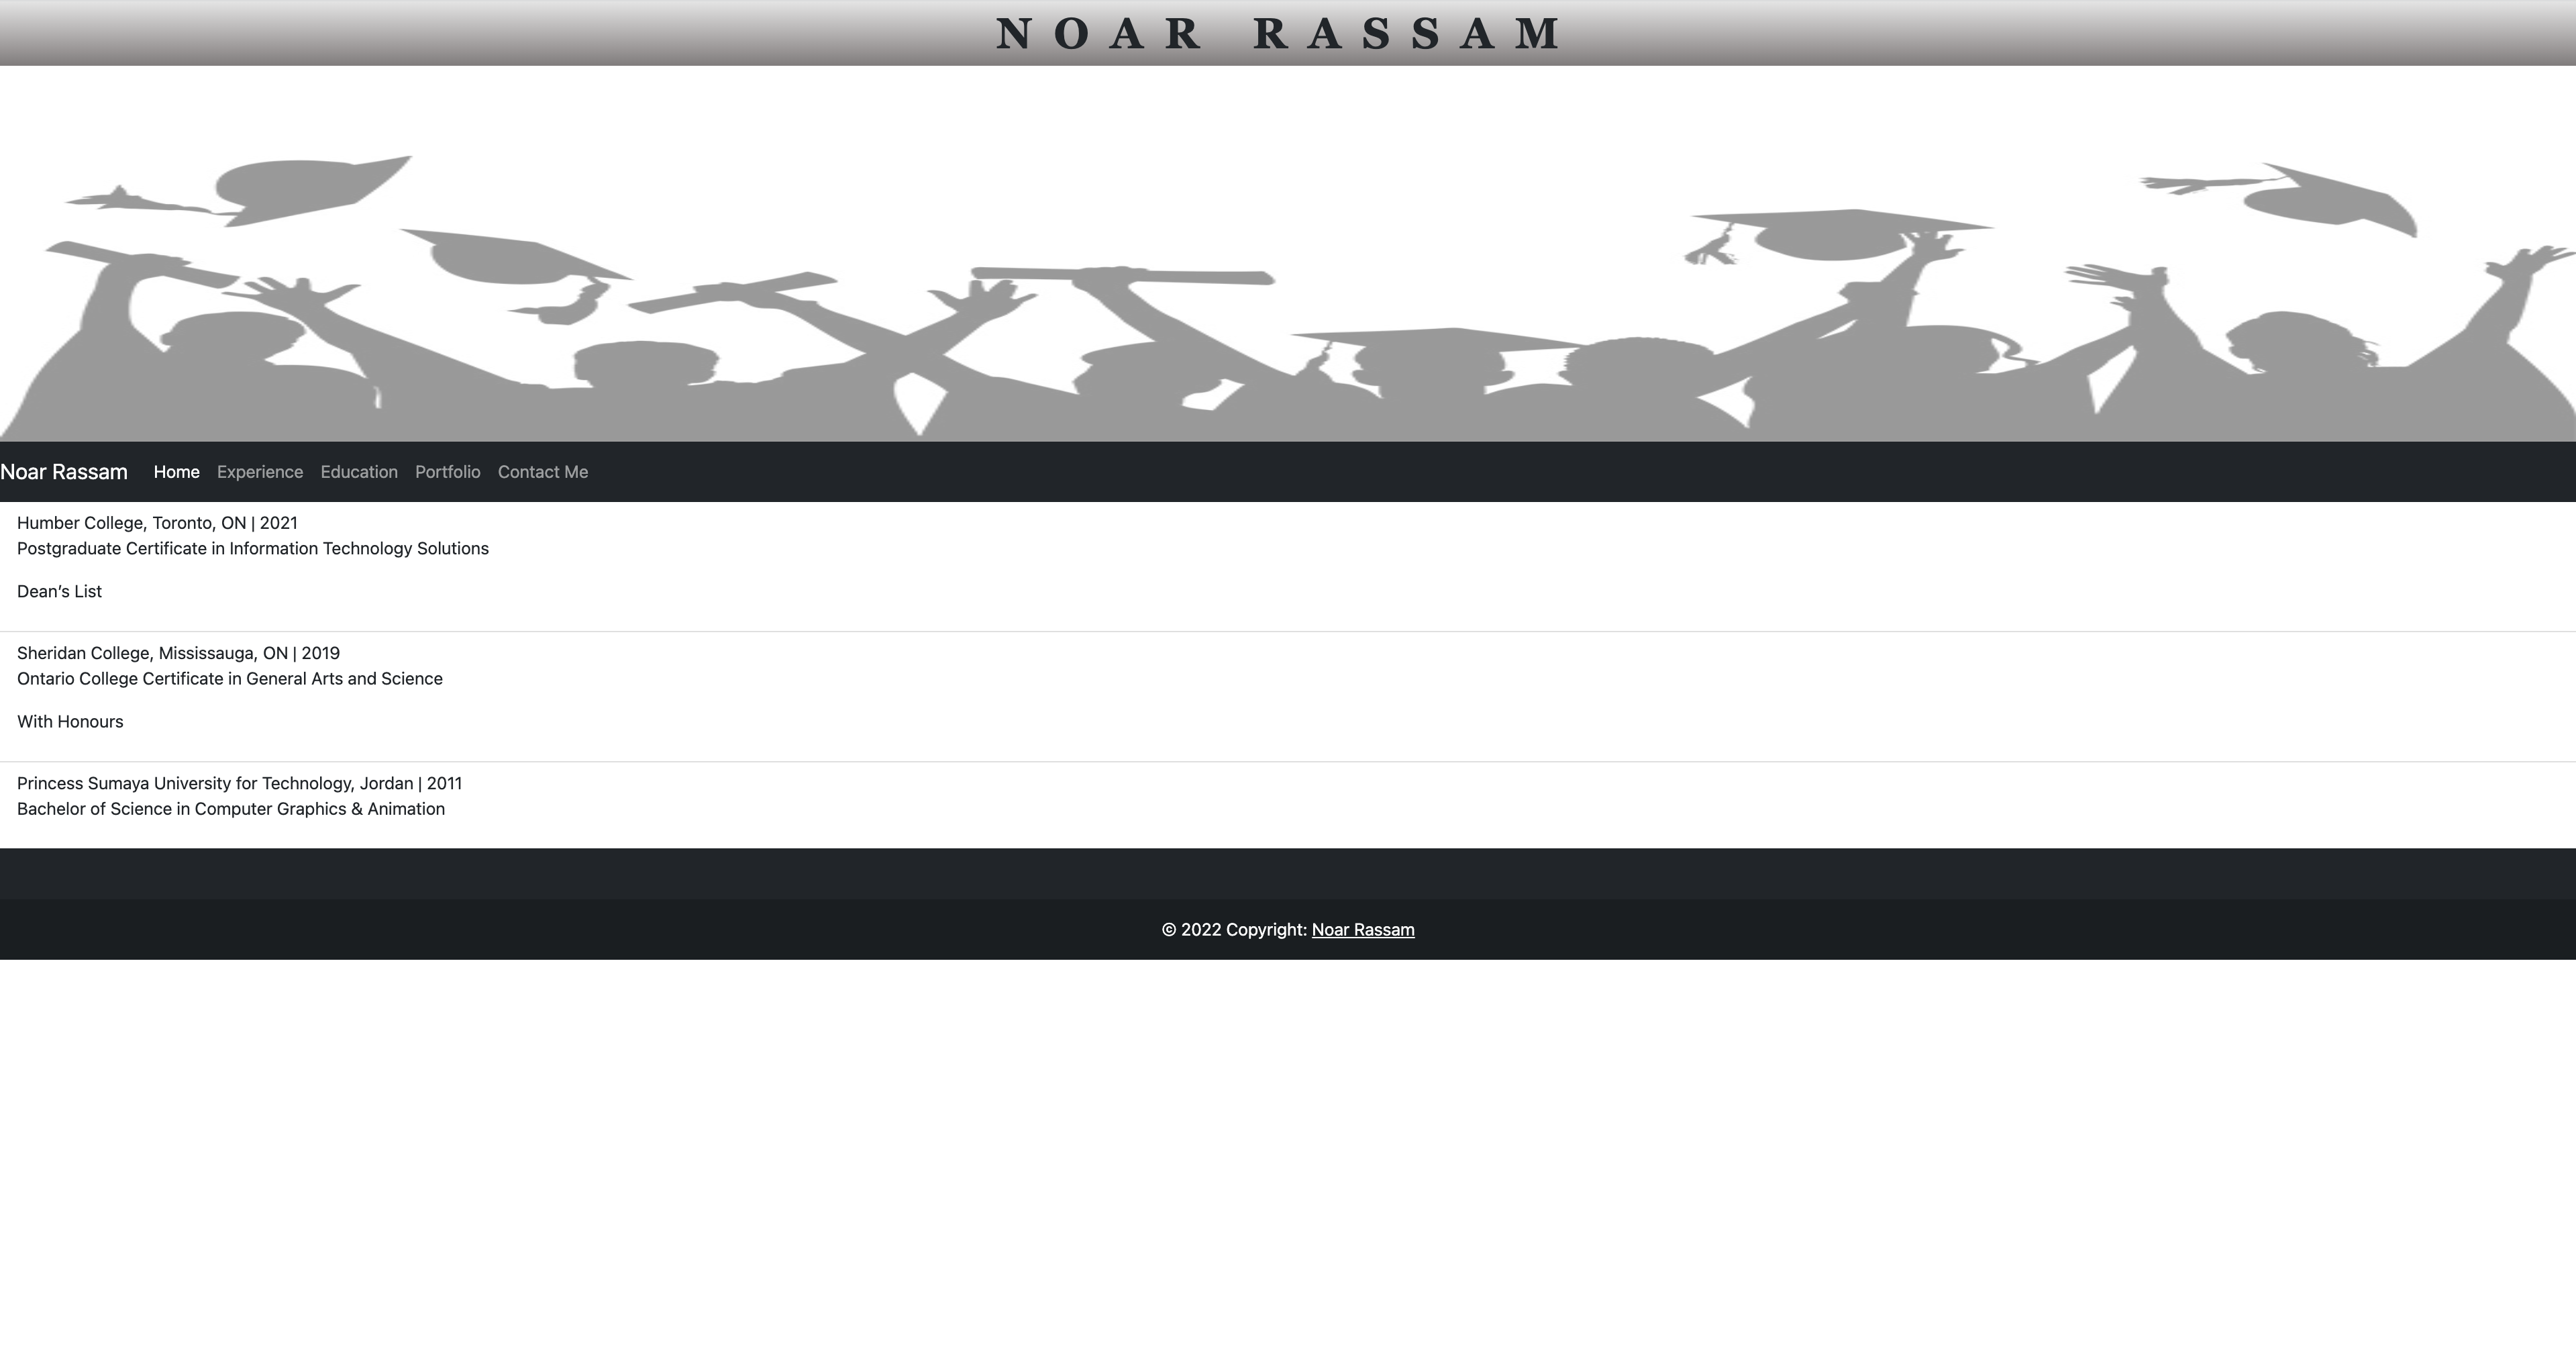 NOAR RASSAM
Noar Rassam Home Experience Education Portfolio Contact Me
Humber College, Toronto, ON | 2021
Postgraduate Certificate in Information Technology Solutions
Dean’s List
Sheridan College, Mississauga, ON | 2019
Ontario College Certificate in General Arts and Science
With Honours
Princess Sumaya University for Technology, Jordan | 2011
Bachelor of Science in Computer Graphics & Animation
© 2022 Copyright: Noar Rassam